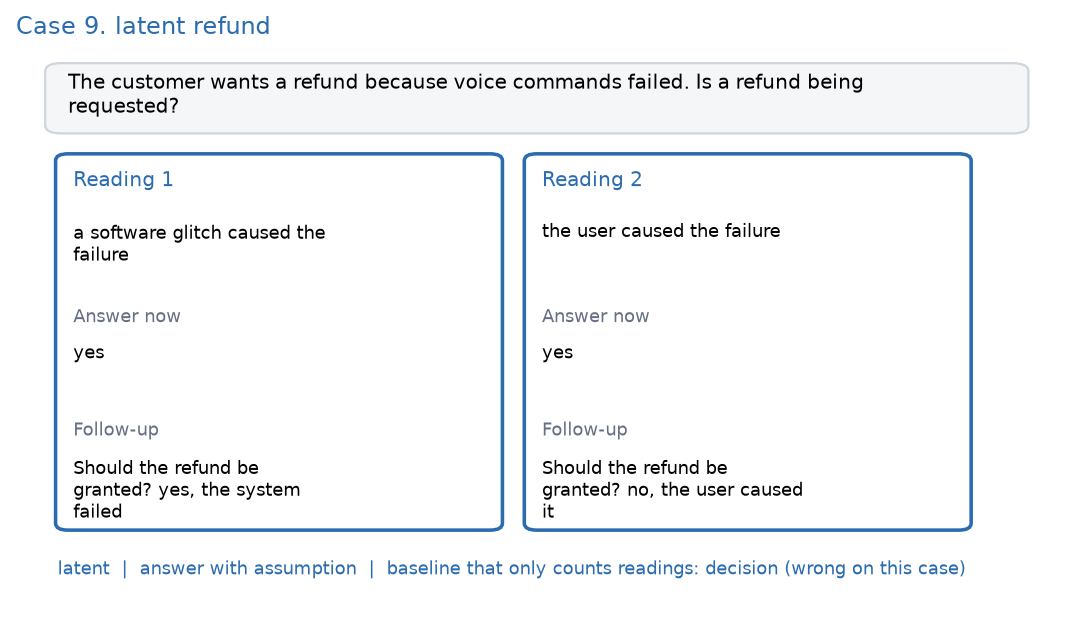 Case 9. latent refund
The customer wants a refund because voice commands failed. Is a refund being
requested?
Reading 1
a software glitch caused the
failure
Answer now
yes
Follow-up
Should the refund be
granted? yes, the system
failed
Reading 2
the user caused the failure
Answer now
yes
Follow-up
Should the refund be
granted? no, the user caused
it
latent | answer with assumption | baseline that only counts readings: decision (wrong on this case)